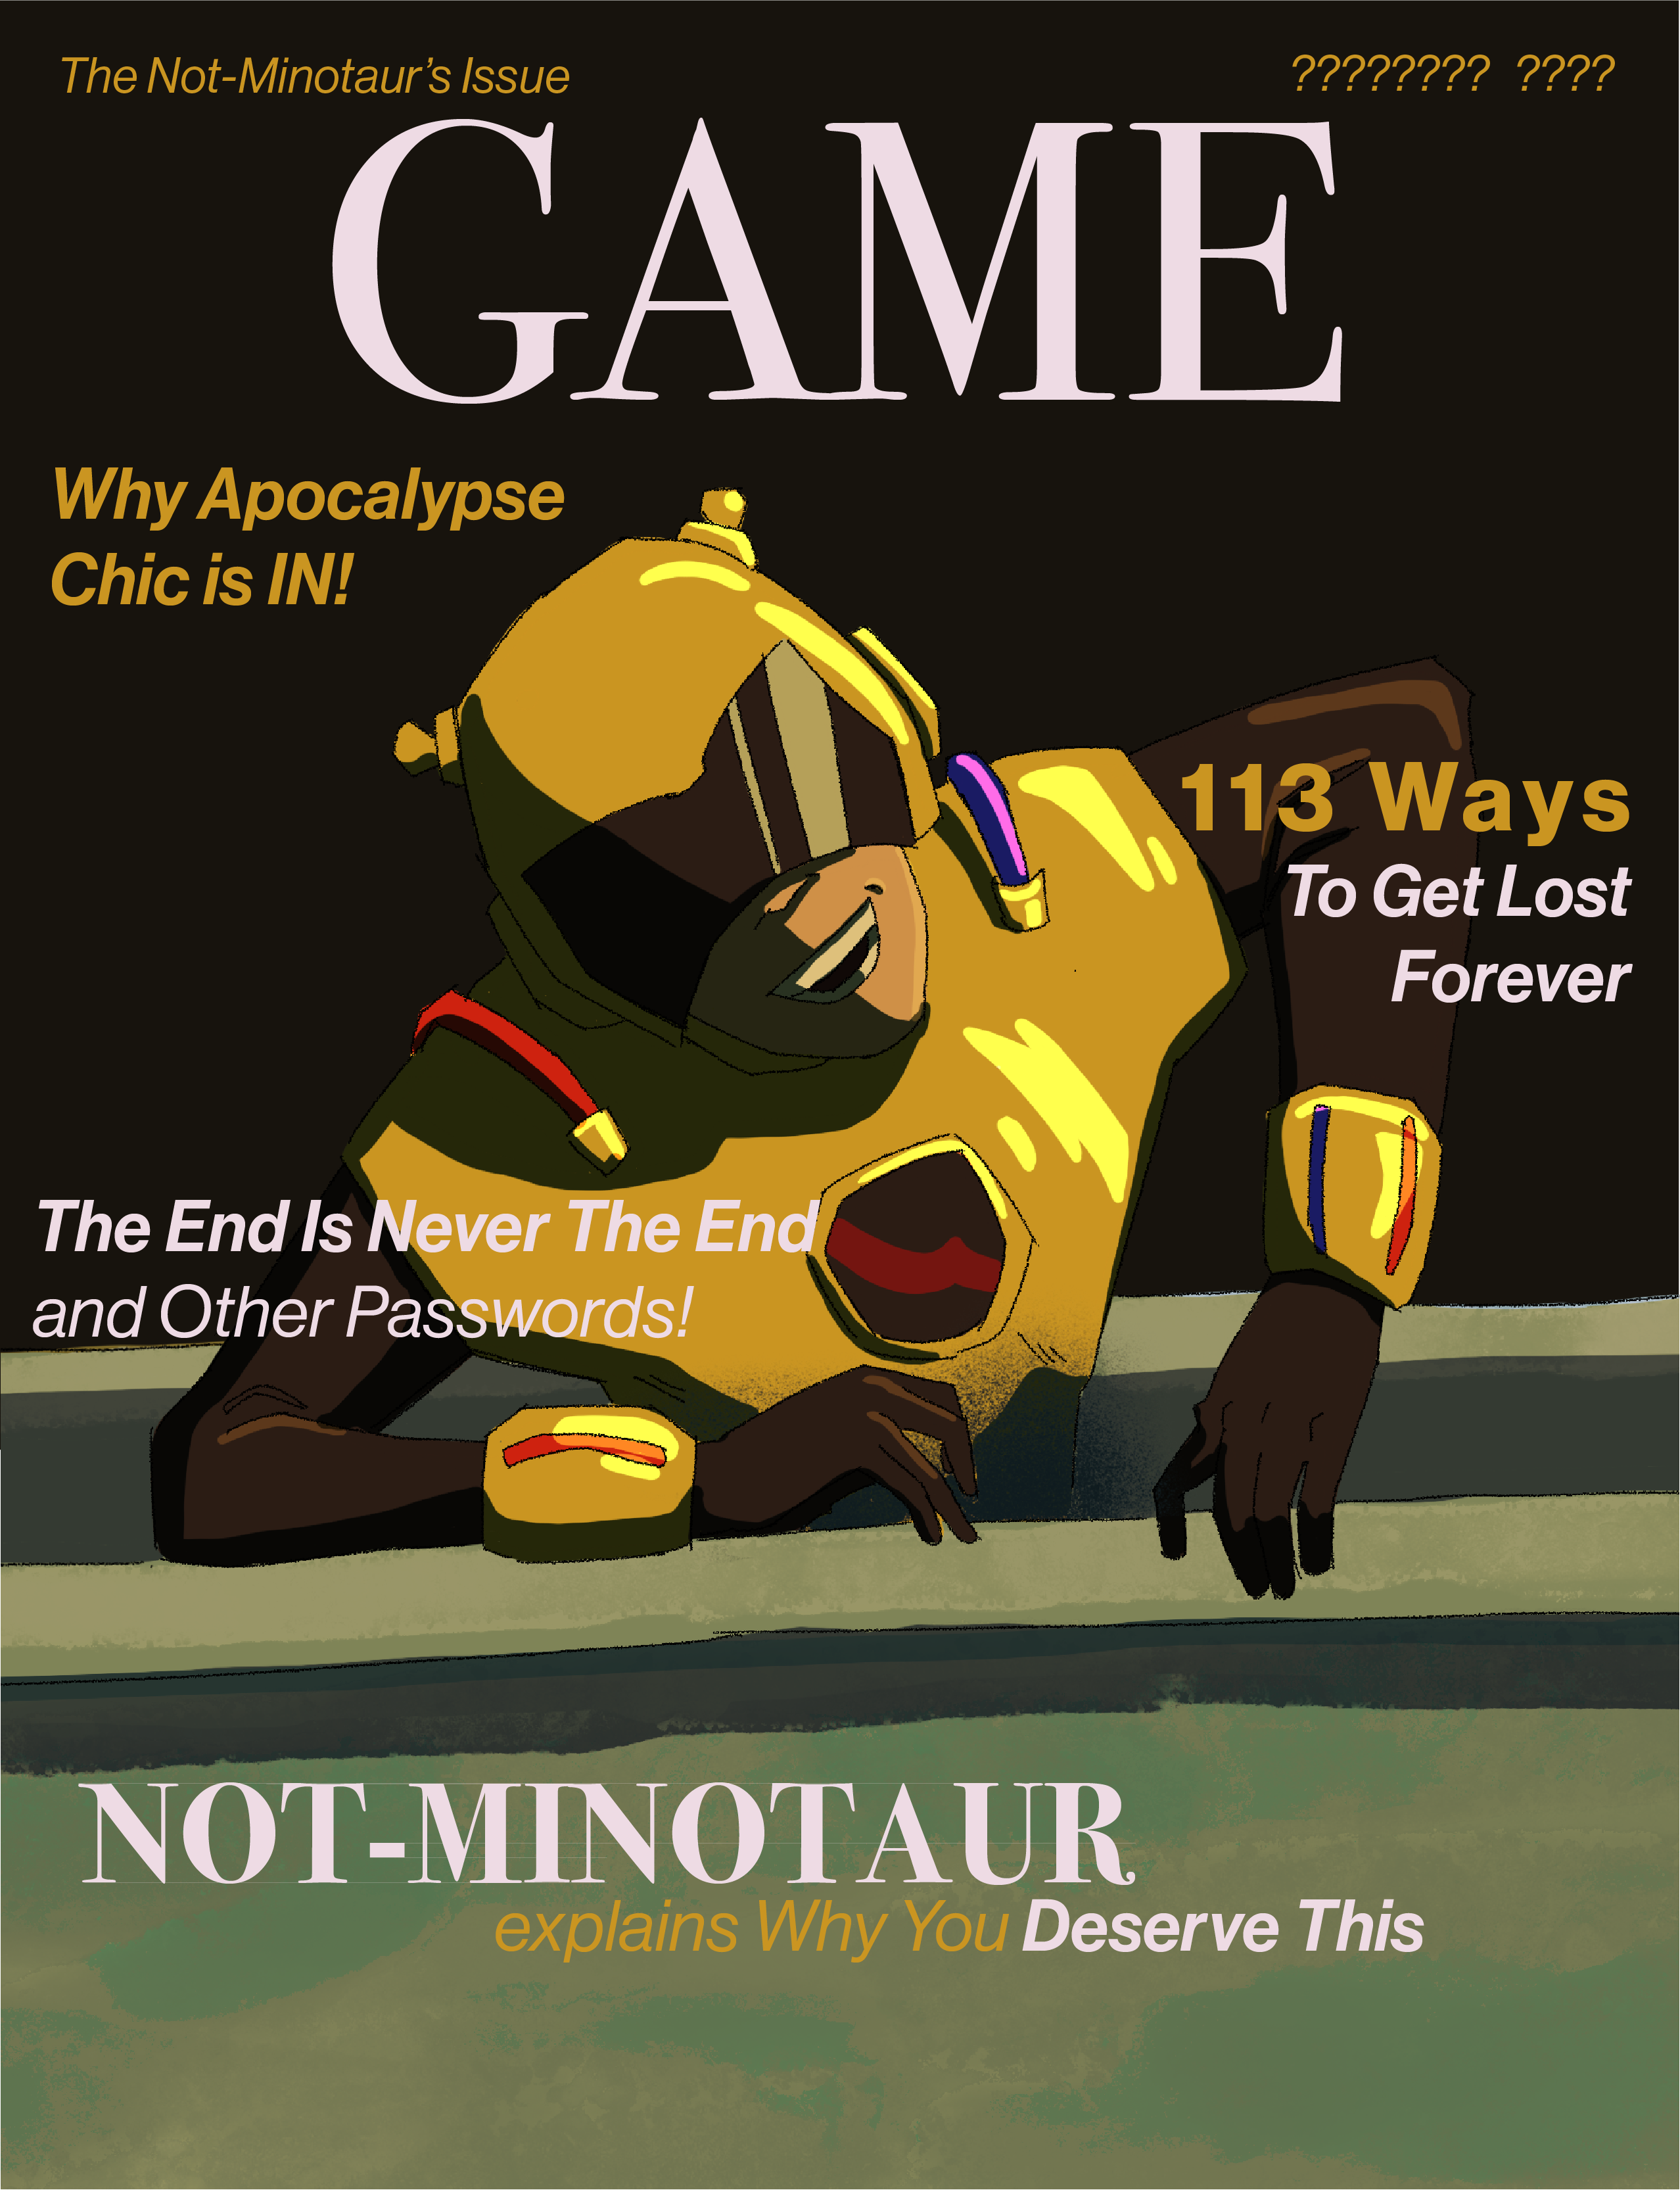 The Not-Minotaur's Issue
???????? ????
GAME
Why Apocalypse
Chic is IN!
113 Ways
To Get Lost
Forever
The End Is Never The End
and Other Passwords!
NOT-MINOTAUR
explains Why You Deserve This